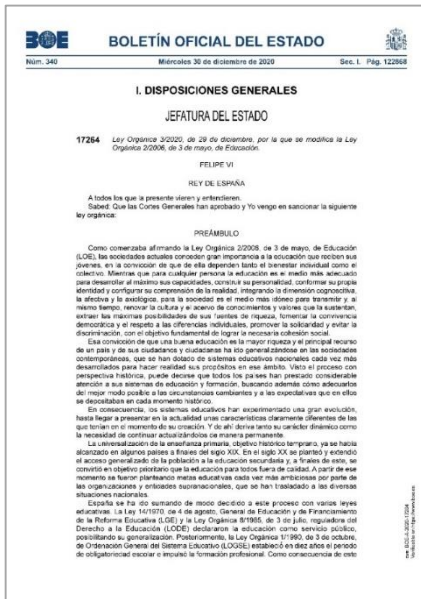 BOE
BOLETÍN OFICIAL DEL ESTADO
Núm. 340 Miércoles 30 de diciembre de 2020 Sec. I. Pág. 122868
I. DISPOSICIONES GENERALES
JEFATURA DEL ESTADO
17264 Ley Orgánica 3/2020, de 29 de diciembre, por la que se modifica la Ley
Orgánica 2/2006, de 3 de mayo, de Educación.
FELIPE VI
REY DE ESPAÑA
A todos los que la presente vieren y entendieren.
Sabed: Que las Cortes Generales han aprobado y Yo vengo en sancionar la siguiente
ley orgánica:
PREÁMBULO
Como comenzaba afirmando la Ley Orgánica 2/2006, de 3 de mayo, de Educación
(LOE), las sociedades actuales conceden gran importancia a la educación que reciben sus
jóvenes, en la convicción de que de ella dependen tanto el bienestar individual como el
colectivo. Mientras que para cualquier persona la educación es el medio más adecuado
para desarrollar al máximo sus capacidades, construir su personalidad, conformar su propia
identidad y configurar su comprensión de la realidad, integrando la dimensión cognoscitiva,
la afectiva y la axiológica, para la sociedad es el medio más idóneo para transmitir y, al
mismo tiempo, renovar la cultura y el acervo de conocimientos y valores que la sustentan,
extraer las máximas posibilidades de sus fuentes de riqueza, fomentar la convivencia
democrática y el respeto a las diferencias individuales, promover la solidaridad y evitar la
discriminación, con el objetivo fundamental de lograr la necesaria cohesión social.
Esa convicción de que una buena educación es la mayor riqueza y el principal recurso
de un país y de sus ciudadanos y ciudadanas ha ido generalizándose en las sociedades
contemporáneas, que se han dotado de sistemas educativos nacionales cada vez más
desarrollados para hacer realidad sus propósitos en ese ámbito. Visto el proceso con
perspectiva histórica, puede decirse que todos los países han prestado considerable
atención a sus sistemas de educación y formación, buscando además cómo adecuarlos
del mejor modo posible a las circunstancias cambiantes y a las expectativas que en ellos
se depositaban en cada momento histórico.
En consecuencia, los sistemas educativos han experimentado una gran evolución,
hasta llegar a presentar en la actualidad unas características claramente diferentes de las
que tenían en el momento de su creación. Y de ahí deriva tanto su carácter dinámico como
la necesidad de continuar actualizándolos de manera permanente.
La universalización de la enseñanza primaria, objetivo histórico temprano, ya se había
alcanzado en algunos países a finales del siglo XIX. En el siglo XX se planteó y extendió
el acceso generalizado de la población a la educación secundaria y, a finales de este, se
convirtió en objetivo prioritario que la educación para todos fuera de calidad. A partir de ese
momento se fueron planteando metas educativas cada vez más ambiciosas por parte de
las organizaciones y entidades supranacionales, que se han trasladado a las diversas
situaciones nacionales.
España se ha do sumando de modo decidido a este proceso con varias leyes
educativas. La Ley 14/1970, de 4 de agosto, General de Educación y de Financiamiento
de la Reforma Educativa (LGE) y la Ley Orgánica 8/1985, de 3 de julio, reguladora del
Derecho a la Educación (LODE) declararon la educación como servicio público,
posibilitando su generalización. Posteriormente, la Ley Orgánica 1/1990, de 3 de octubre,
de Ordenación General del Sistema Educativo (LOGSE) estableció en diez años el periodo
de obligatoriedad escolar e impulsó la formación profesional. Como consecuencia de este